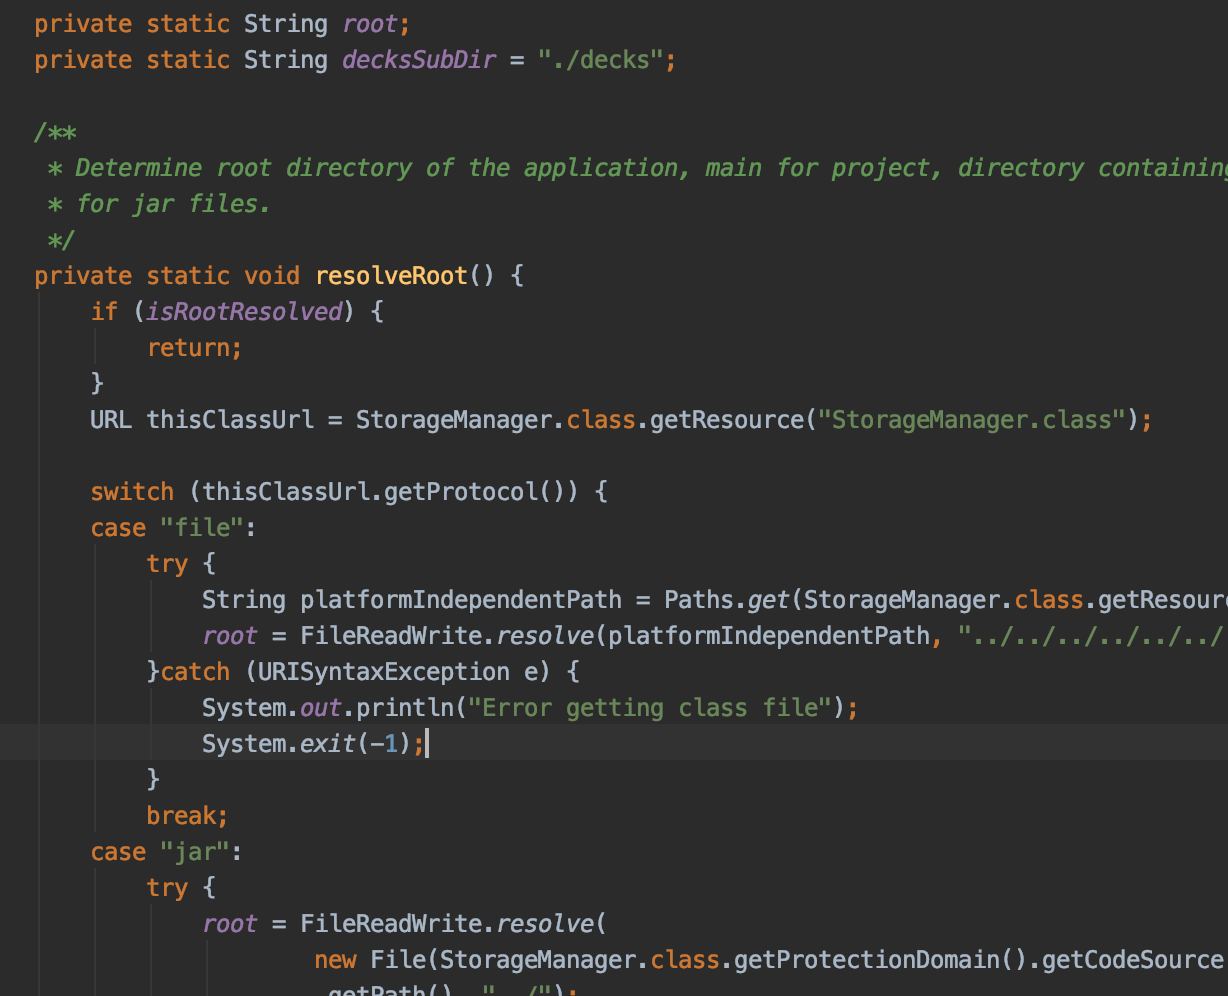 private static String root;
private static String decksSubDir = "./decks";
/**
* Determine root directory of the application, main for project, directory containing
* for jar files.
*/
private static void resolveRoot() {
if (isRootResolved) {
return;
}
URL thisClassUrl = StorageManager.class.getResource("StorageManager.class");
switch (thisClassUrl.getProtocol()) {
case "file":
try {
String platformIndependentPath = Paths.get(StorageManager.class.getResour
root = FileReadWrite.resolve(platformIndependentPath, "../../../../../../
}catch (URISyntaxException e) {
System.out.println("Error getting class file");
System.exit(-1);
}
break;
case "jar":
try {
root = FileReadWrite.resolve(
new File(StorageManager.class.getProtectionDomain().getCodeSource
.getPath(), "../");